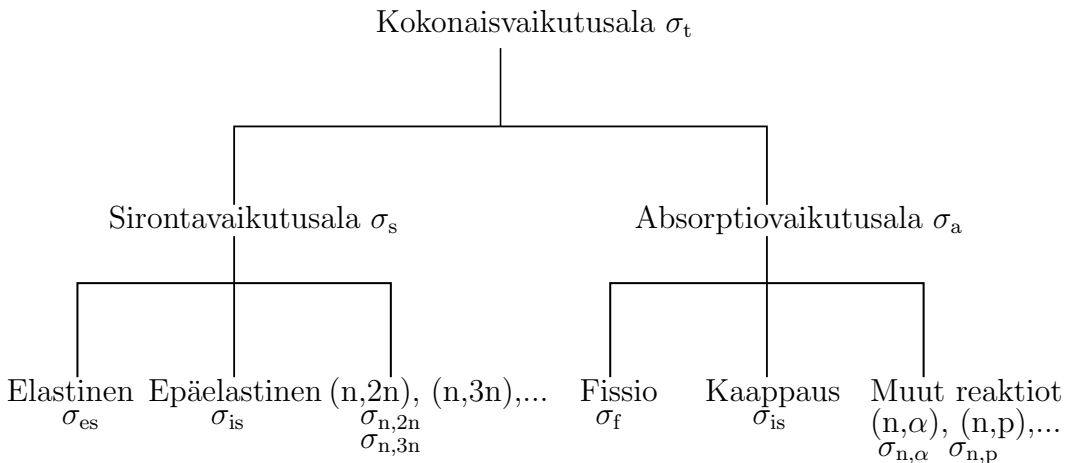 Kokonaisvaikutusala σt
Sirontavaikutusala σs
Absorptiovaikutusala σa
Elastinen
σes
Epäelastinen
σis
(n,2n), (n,3n),...
σn,2n
σn,3n
Fissio
σf
Kaappaus
σis
Muut reaktiot
(n,α), (n,p),...
σn,α σn,p